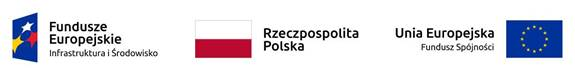 Fundusze
Europejskie
Infrastruktura i Środowisko
Rzeczpospolita
Polska
Unia Europejska
Fundusz Spójności